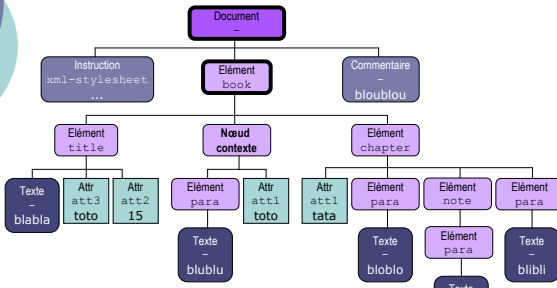 Document
–
Instruction
xml-stylesheet
...
Elément
book
Commentaire
–
bloublou
Elément
title
Nœud
contexte
Elément
chapter
Texte
–
blabla
Attr
att3
toto
Attr
att2
15
Elément
para
Attr
att1
toto
Attr
att1
tata
Elément
para
Elément
note
Elément
para
Texte
–
blublu
Texte
–
bloblo
Elément
para
Texte
–
blibli
Texte